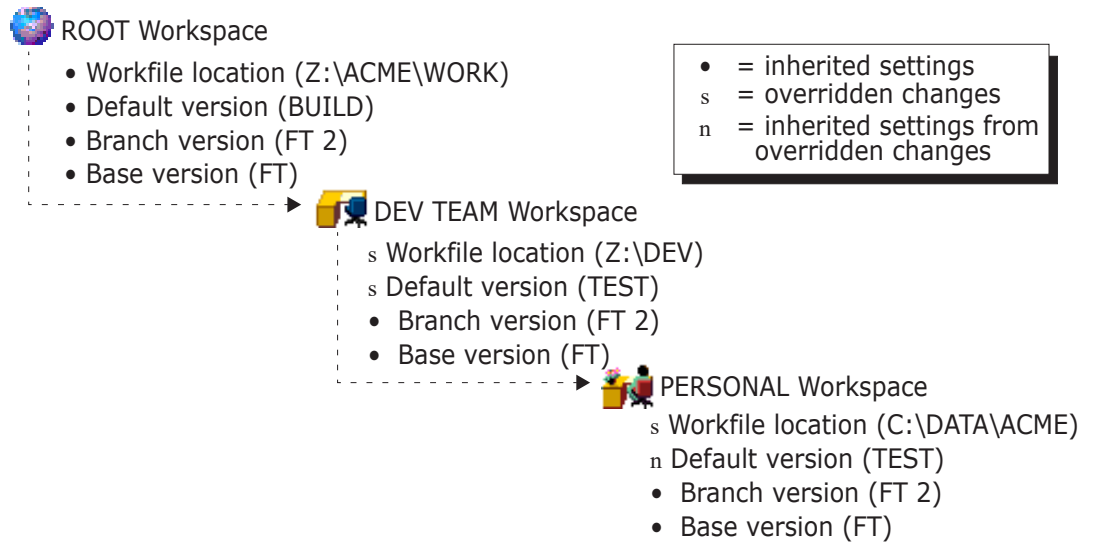 ROOT Workspace
• Workfile location (Z:\ACME\WORK)
• Default version (BUILD)
• Branch version (FT 2)
• Base version (FT)
• = inherited settings
s = overridden changes
n = inherited settings from
overridden changes
DEV TEAM Workspace
s Workfile location (Z:\DEV)
s Default version (TEST)
• Branch version (FT 2)
• Base version (FT)
PERSONAL Workspace
s Workfile location (C:\DATA\ACME)
n Default version (TEST)
• Branch version (FT 2)
• Base version (FT)